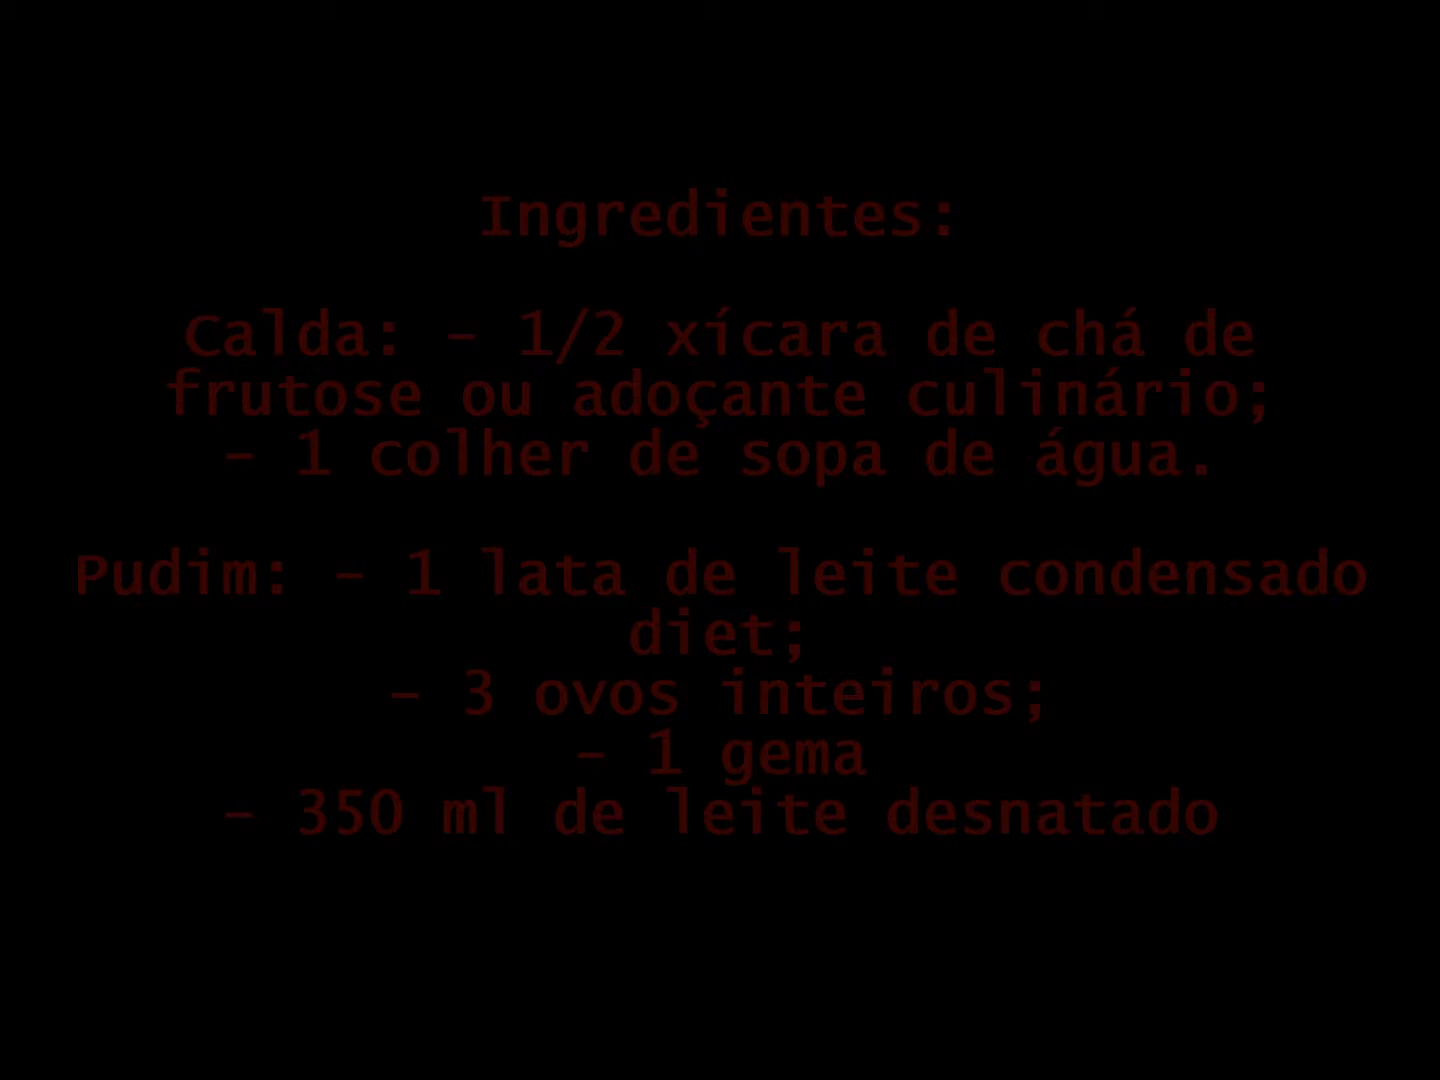 Ingredientes:
Calda: – 1/2 xícara de chá de
frutose ou adoçante culinário;
– 1 colher de sopa de água.
Pudim: – 1 lata de leite condensado
diet;
– 3 ovos inteiros;
– 1 gema
– 350 ml de leite desnatado